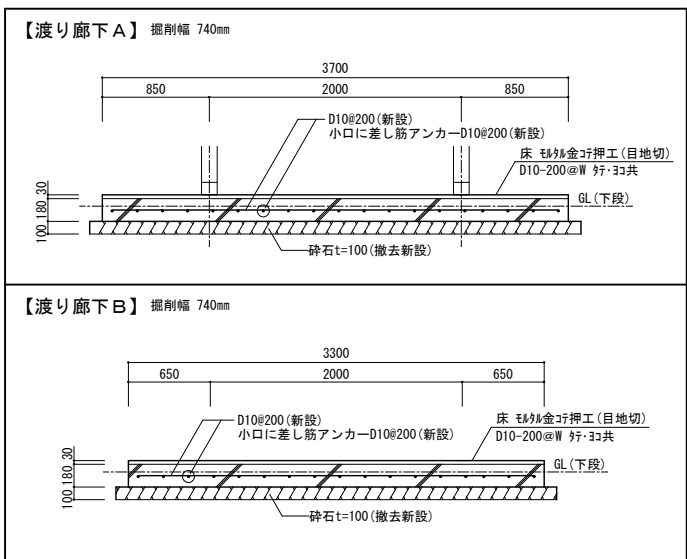 【渡り廊下A】 掘削幅 740mm
3700
850 2000 850
D10@200(新設)
小口に差し筋アンカーD10@200(新設)
床 モルタル金コテ押エ(目地切)
D10-200@W タテ・ヨコ共
GL(下段)
30
180
100
砕石t=100(撤去新設)
【渡り廊下B】 掘削幅 740mm
3300
650 2000 650
D10@200(新設)
小口に差し筋アンカーD10@200(新設)
床 モルタル金コテ押エ(目地切)
D10-200@W タテ・ヨコ共
GL(下段)
30
180
100
砕石t=100(撤去新設)